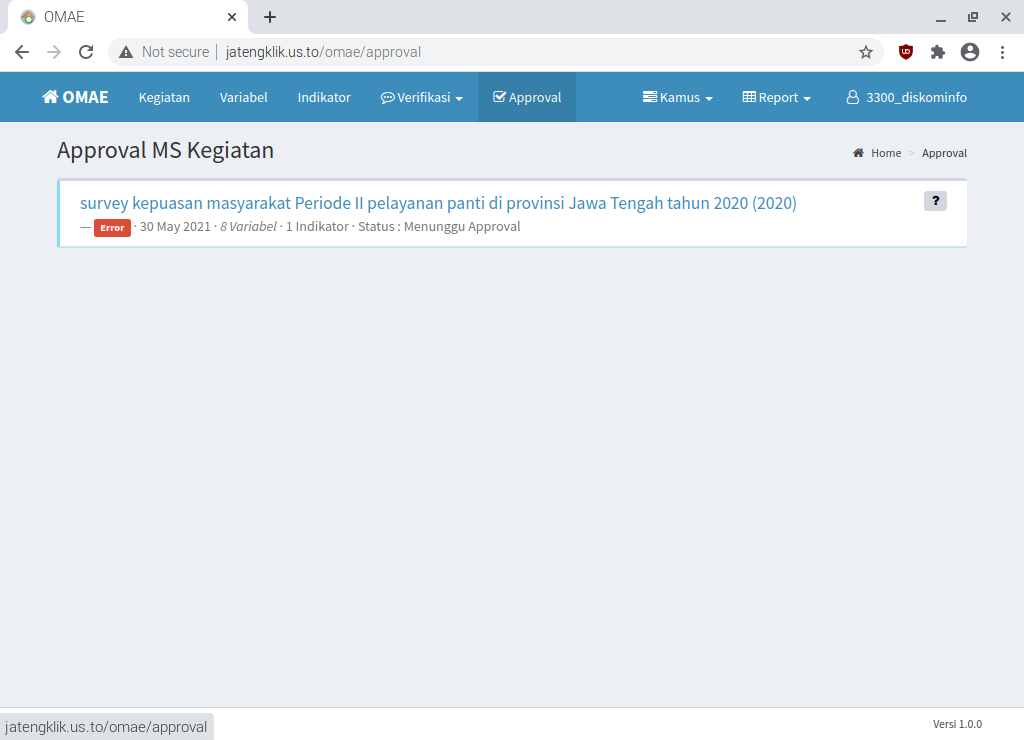 OMAE
Not secure jatengklik.us.to/omae/approval
OMAE Kegiatan Variabel Indikator Verifikasi Approval Kamus Report 3300_diskominfo
Approval MS Kegiatan
Home > Approval
survey kepuasan masyarakat Periode II pelayanan panti di provinsi Jawa Tengah tahun 2020 (2020)
?
— Error · 30 May 2021 · 8 Variabel · 1 Indikator · Status : Menunggu Approval
jatengklik.us.to/omae/approval
Versi 1.0.0